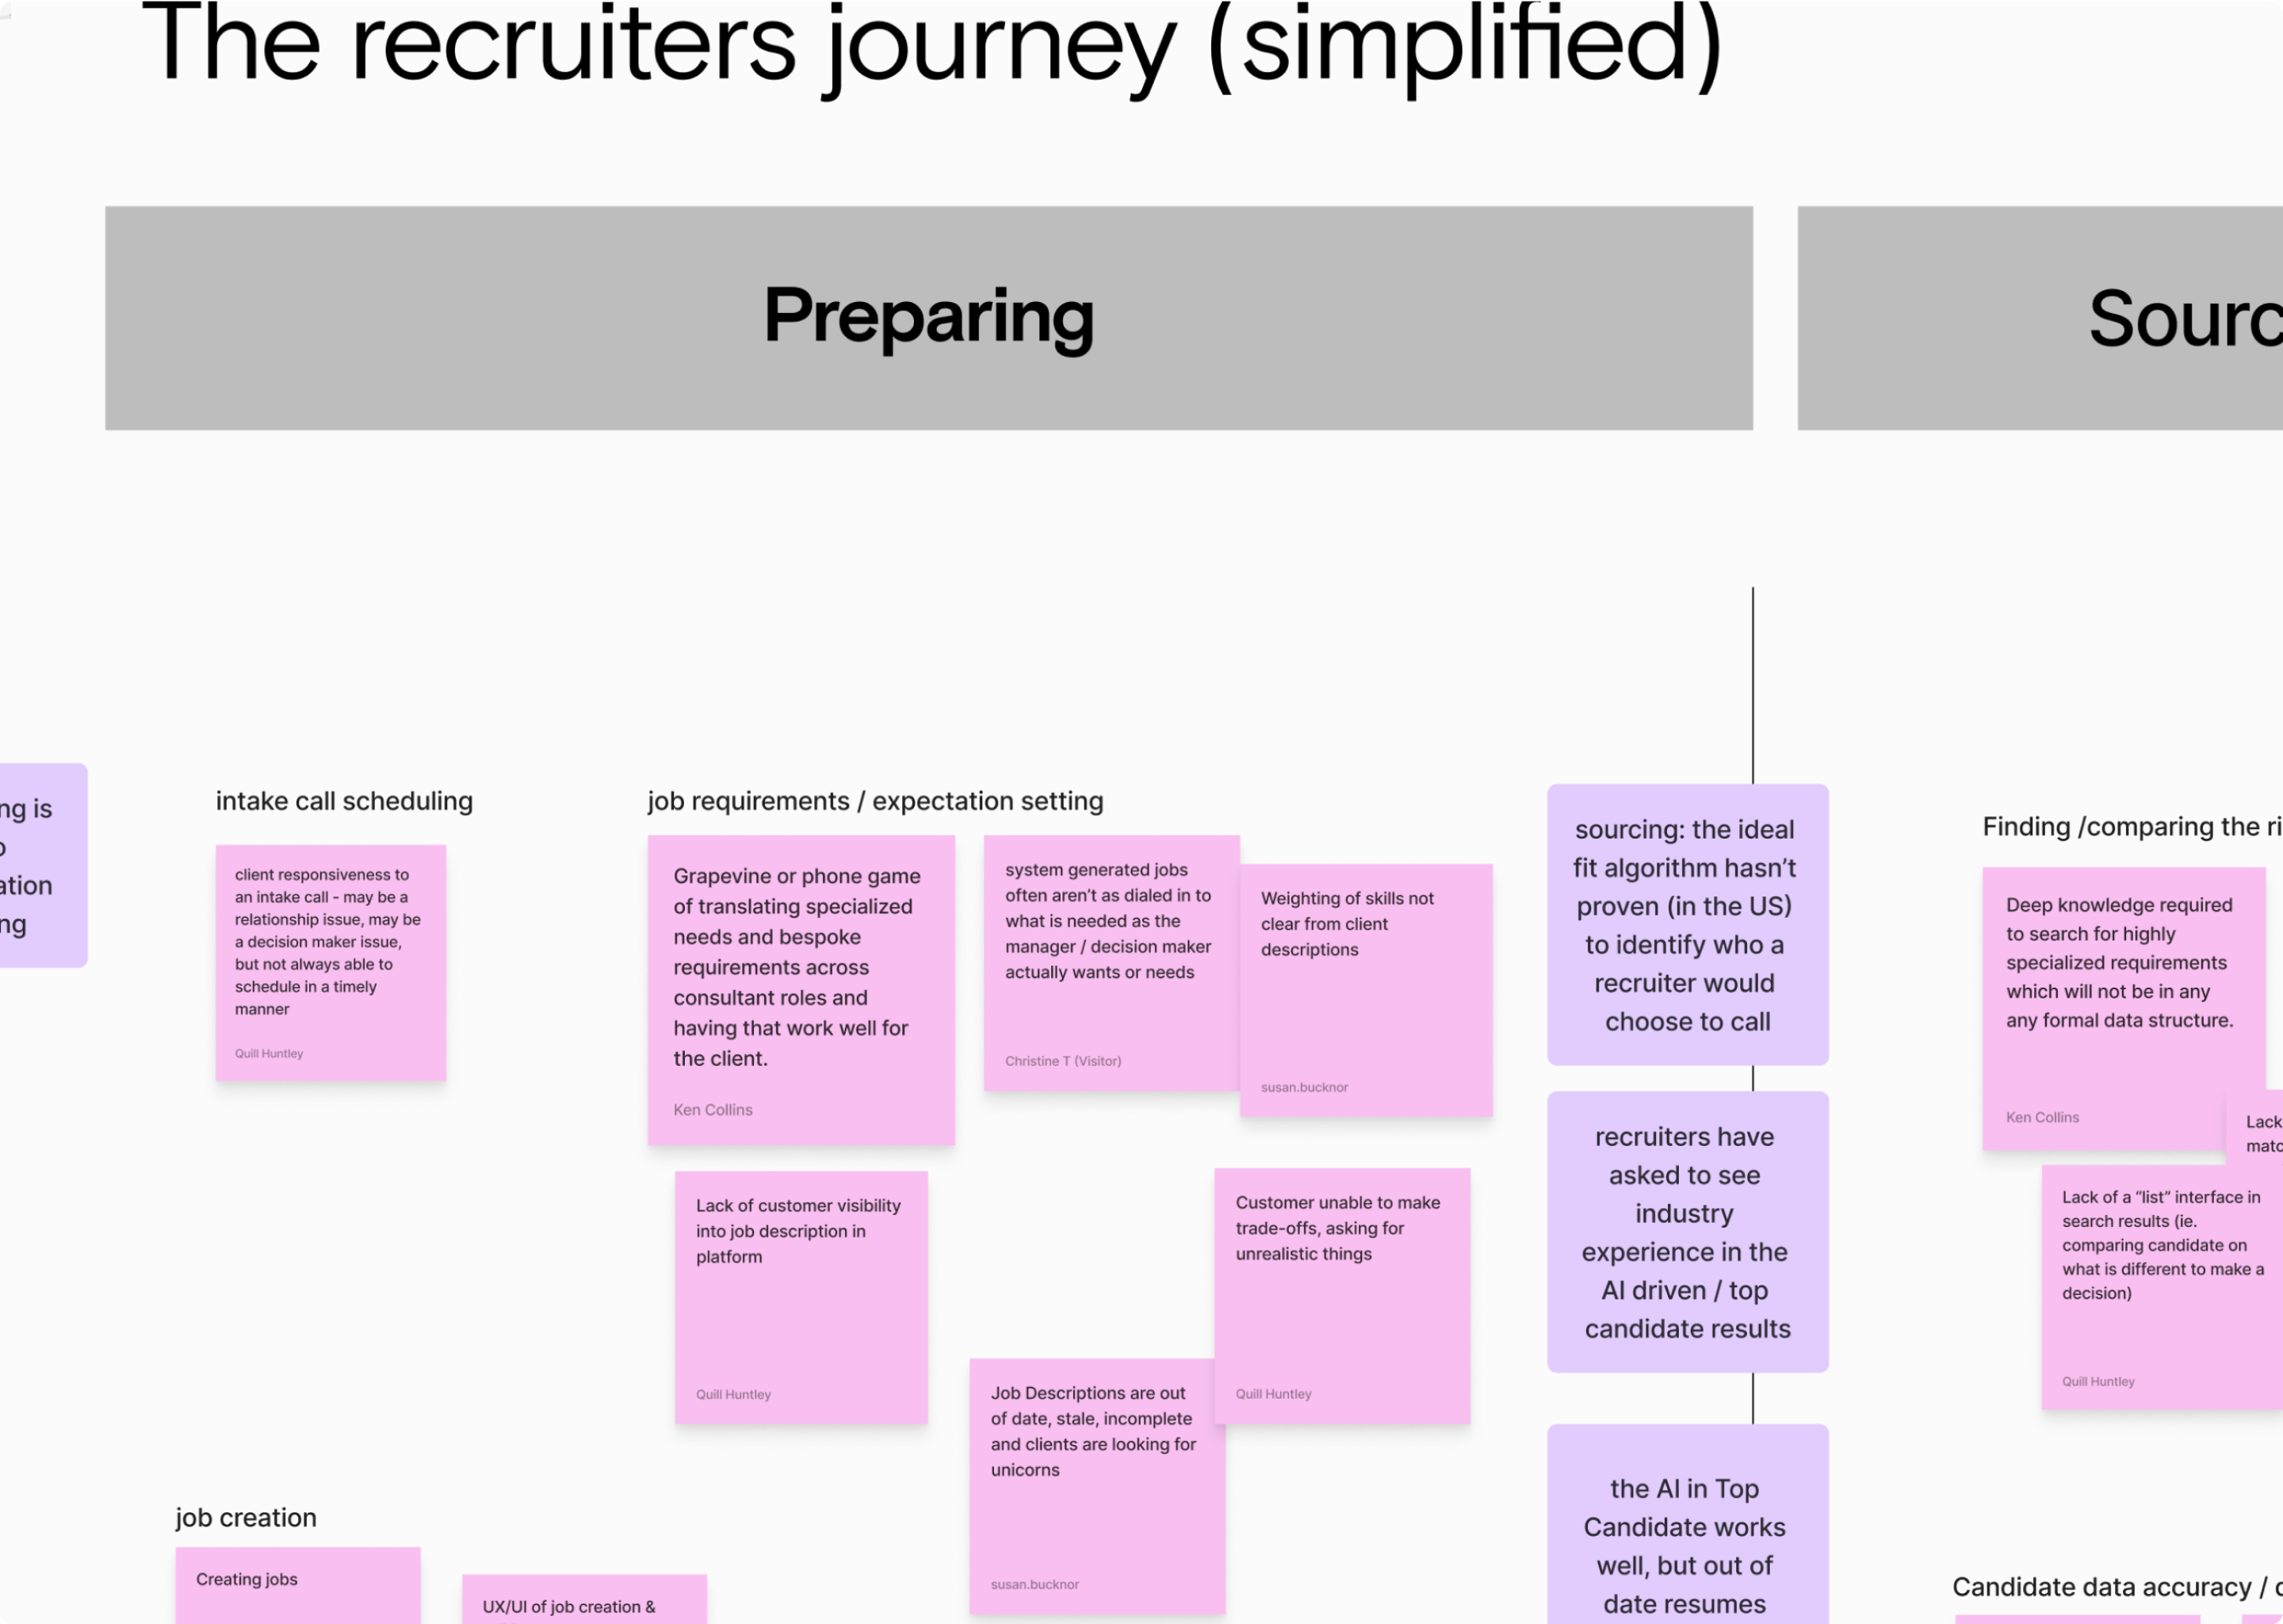 The recruiters journey (simplified)
Preparing
Sourc
ng is
ation
ng
intake call scheduling
client responsiveness to
an intake call - may be a
relationship issue, may be
a decision maker issue,
but not always able to
schedule in a timely
manner
Quill Huntley
job requirements / expectation setting
Grapevine or phone game
of translating specialized
needs and bespoke
requirements across
consultant roles and
having that work well for
the client.
Ken Collins
system generated jobs
often aren’t as dialed in to
what is needed as the
manager / decision maker
actually wants or needs
Christine T (Visitor)
Weighting of skills not
clear from client
descriptions
susan.bucknor
Lack of customer visibility
into job description in
platform
Quill Huntley
Customer unable to make
trade-offs, asking for
unrealistic things
Quill Huntley
Job Descriptions are out
of date, stale, incomplete
and clients are looking for
unicorns
susan.bucknor
job creation
Creating jobs
UX/UI of job creation &
sourcing: the ideal
fit algorithm hasn’t
proven (in the US)
to identify who a
recruiter would
choose to call
recruiters have
asked to see
industry
experience in the
AI driven / top
candidate results
the AI in Top
Candidate works
well, but out of
date resumes
Finding /comparing the ri
Deep knowledge required
to search for highly
specialized requirements
which will not be in any
any formal data structure.
Ken Collins
Lack
matc
Lack of a “list” interface in
search results (ie.
comparing candidate on
what is different to make a
decision)
Quill Huntley
Candidate data accuracy /